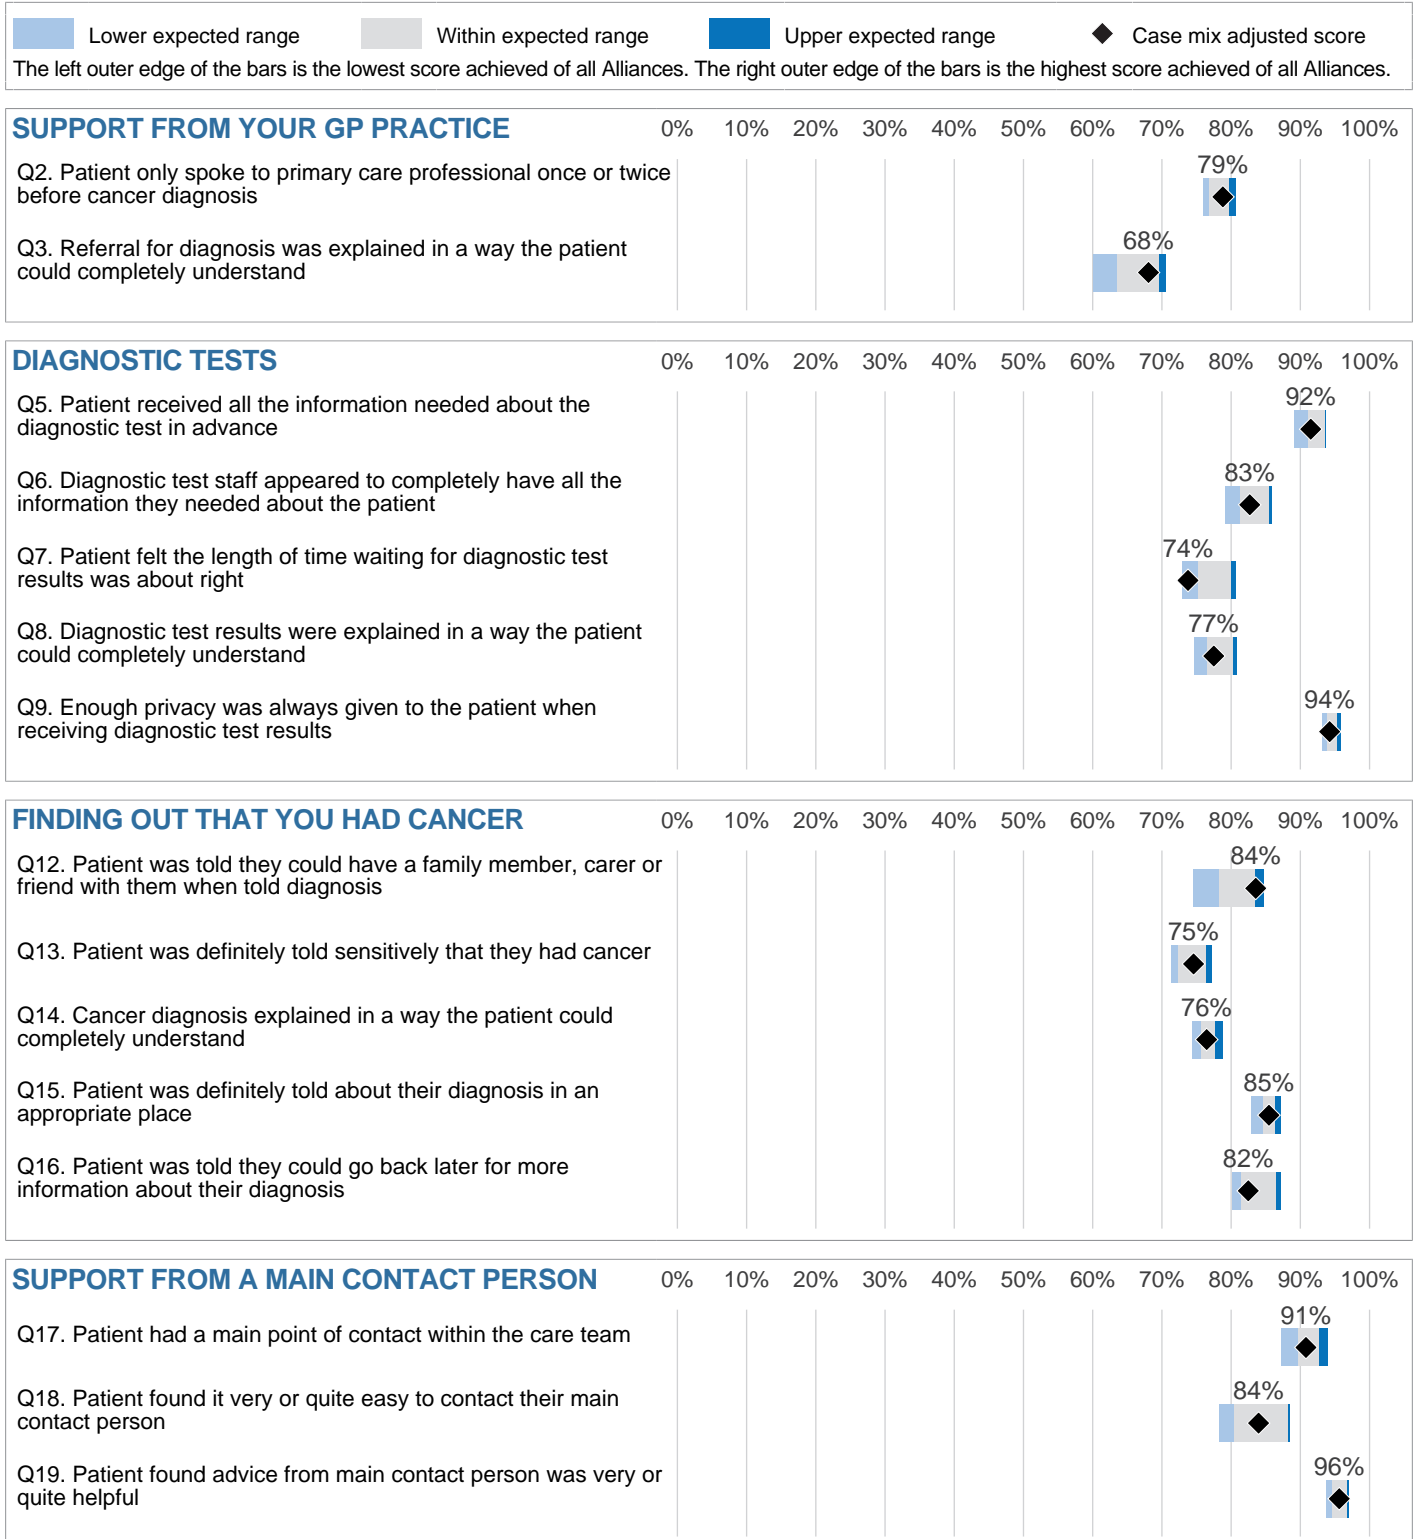 Lower expected range Within expected range Upper expected range Case mix adjusted score
The left outer edge of the bars is the lowest score achieved of all Alliances. The right outer edge of the bars is the highest score achieved of all Alliances.
SUPPORT FROM YOUR GP PRACTICE 0% 10% 20% 30% 40% 50% 60% 70% 80% 90% 100%
Q2. Patient only spoke to primary care professional once or twice
before cancer diagnosis
79%
Q3. Referral for diagnosis was explained in a way the patient
could completely understand
68%
DIAGNOSTIC TESTS 0% 10% 20% 30% 40% 50% 60% 70% 80% 90% 100%
Q5. Patient received all the information needed about the
diagnostic test in advance
92%
Q6. Diagnostic test staff appeared to completely have all the
information they needed about the patient
83%
Q7. Patient felt the length of time waiting for diagnostic test
results was about right
74%
Q8. Diagnostic test results were explained in a way the patient
could completely understand
77%
Q9. Enough privacy was always given to the patient when
receiving diagnostic test results
94%
FINDING OUT THAT YOU HAD CANCER 0% 10% 20% 30% 40% 50% 60% 70% 80% 90% 100%
Q12. Patient was told they could have a family member, carer or
friend with them when told diagnosis
84%
Q13. Patient was definitely told sensitively that they had cancer
75%
Q14. Cancer diagnosis explained in a way the patient could
completely understand
76%
Q15. Patient was definitely told about their diagnosis in an
appropriate place
85%
Q16. Patient was told they could go back later for more
information about their diagnosis
82%
SUPPORT FROM A MAIN CONTACT PERSON 0% 10% 20% 30% 40% 50% 60% 70% 80% 90% 100%
Q17. Patient had a main point of contact within the care team
91%
Q18. Patient found it very or quite easy to contact their main
contact person
84%
Q19. Patient found advice from main contact person was very or
quite helpful
96%